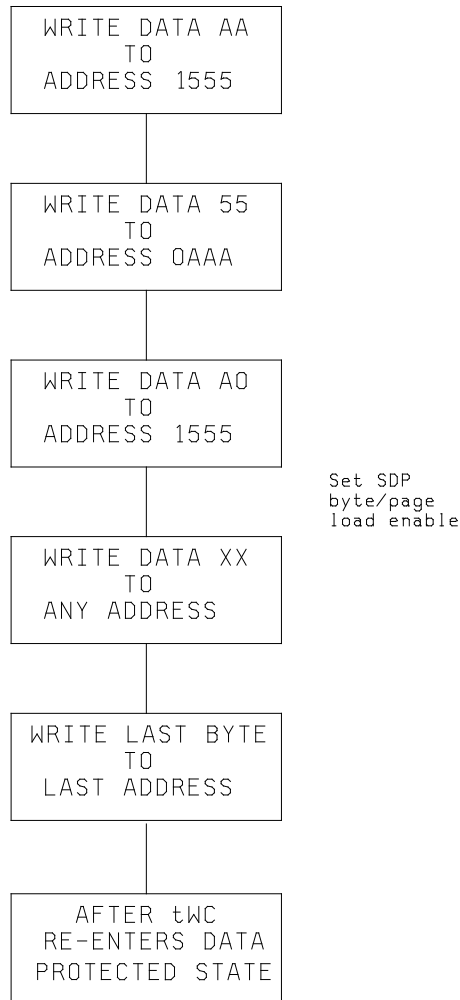 WRITE DATA AA
TO
ADDRESS 1555
WRITE DATA 55
TO
ADDRESS 0AAA
WRITE DATA A0
TO
ADDRESS 1555
Set SDP
byte/page
load enable
WRITE DATA XX
TO
ANY ADDRESS
WRITE LAST BYTE
TO
LAST ADDRESS
AFTER tWC
RE-ENTERS DATA
PROTECTED STATE